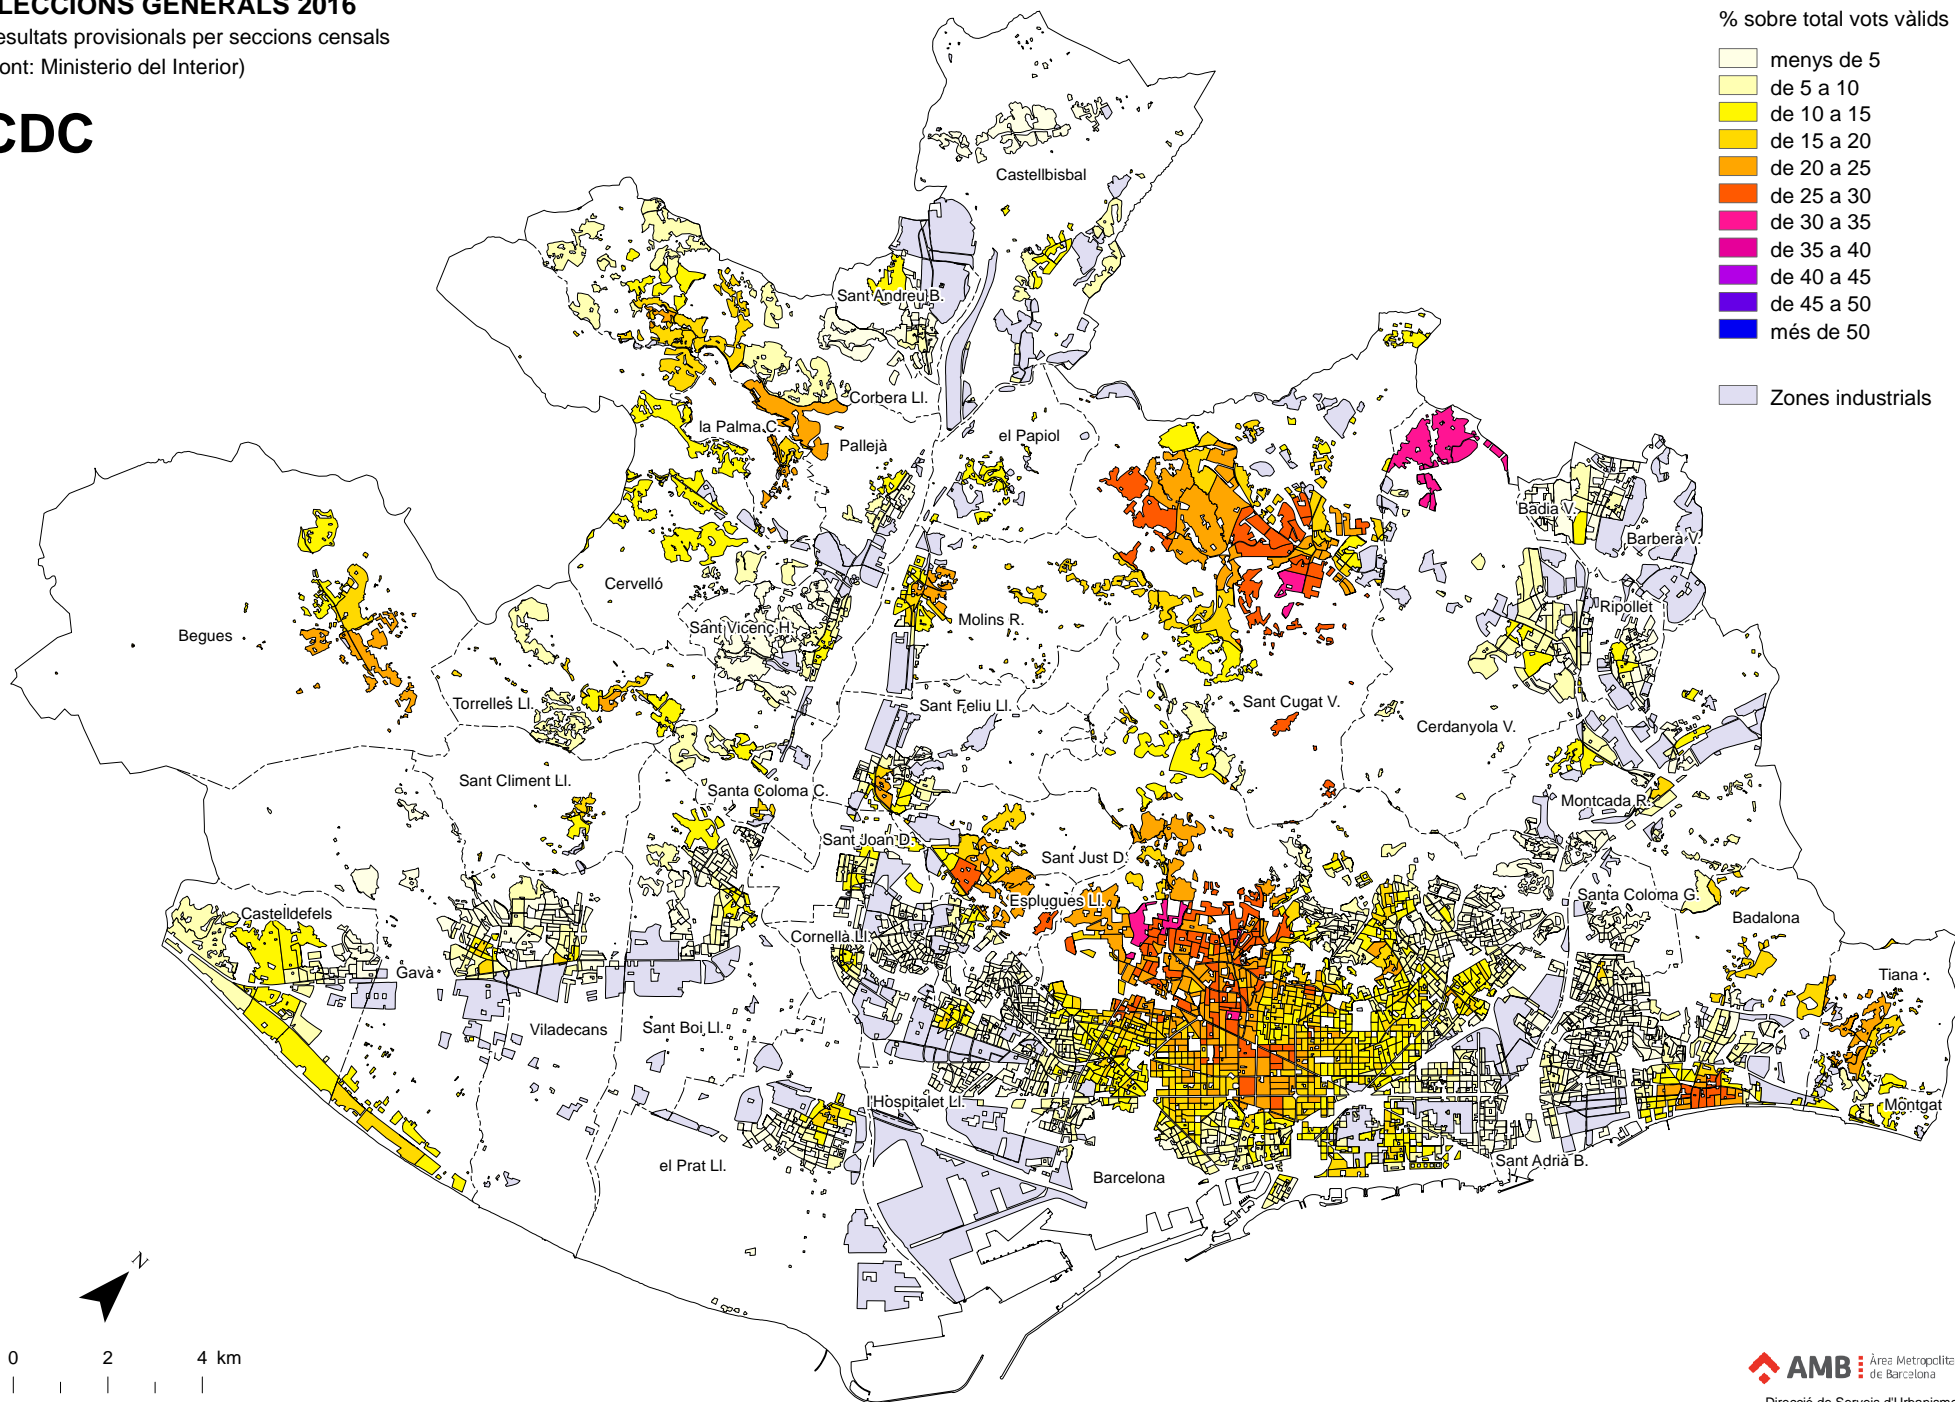 LECCIONS GENERALS 2016
esultats provisionals per seccions censals
ont: Ministerio del Interior)
CDC
% sobre total vots vàlids
menys de 5
de 5 a 10
de 10 a 15
de 15 a 20
de 20 a 25
de 25 a 30
de 30 a 35
de 35 a 40
de 40 a 45
de 45 a 50
més de 50
Zones industrials
Castellbisbal
Sant Andreu B.
Corbera Ll.
la Palma C.
Pallejà
el Papiol
Badia V.
Barberà V.
Cervelló
Begues
Sant Vicenç H.
Molins R.
Ripollet
Torrelles Ll.
Sant Feliu Ll.
Sant Cugat V.
Cerdanyola V.
Sant Climent Ll.
Santa Coloma C.
Montcada R.
Sant Joan D.
Sant Just D.
Castelldefels
Esplugues Ll.
Santa Coloma G.
Badalona
Cornellà Ll.
Gavà
Tiana
Viladecans
Sant Boi Ll.
l'Hospitalet Ll.
Montgat
el Prat Ll.
Barcelona
Sant Adrià B.
N
0 2 4 km
AMB
Àrea Metropolita
de Barcelona
Direcció de Serveis d'Urbanisme